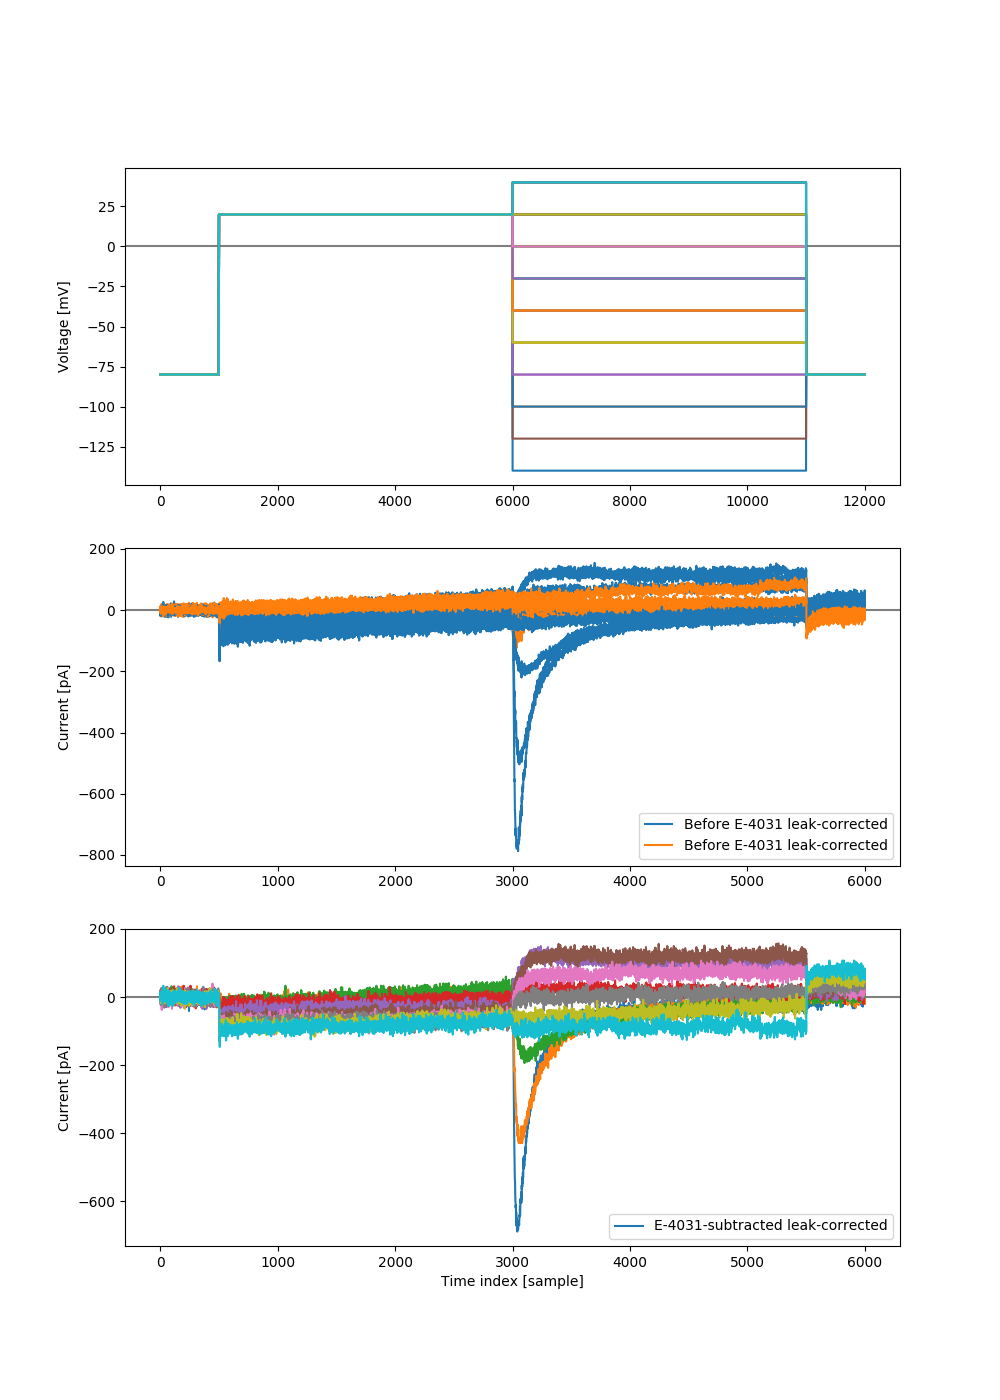 25
0
−25
−50
−75
−100
−125
Voltage [mV]
0 2000 4000 6000 8000 10000 12000
200
0
−200
−400
−600
−800
Current [pA]
Before E-4031 leak-corrected
Before E-4031 leak-corrected
0 1000 2000 3000 4000 5000 6000
200
0
−200
−400
−600
Current [pA]
E-4031-subtracted leak-corrected
0 1000 2000 3000 4000 5000 6000
Time index [sample]